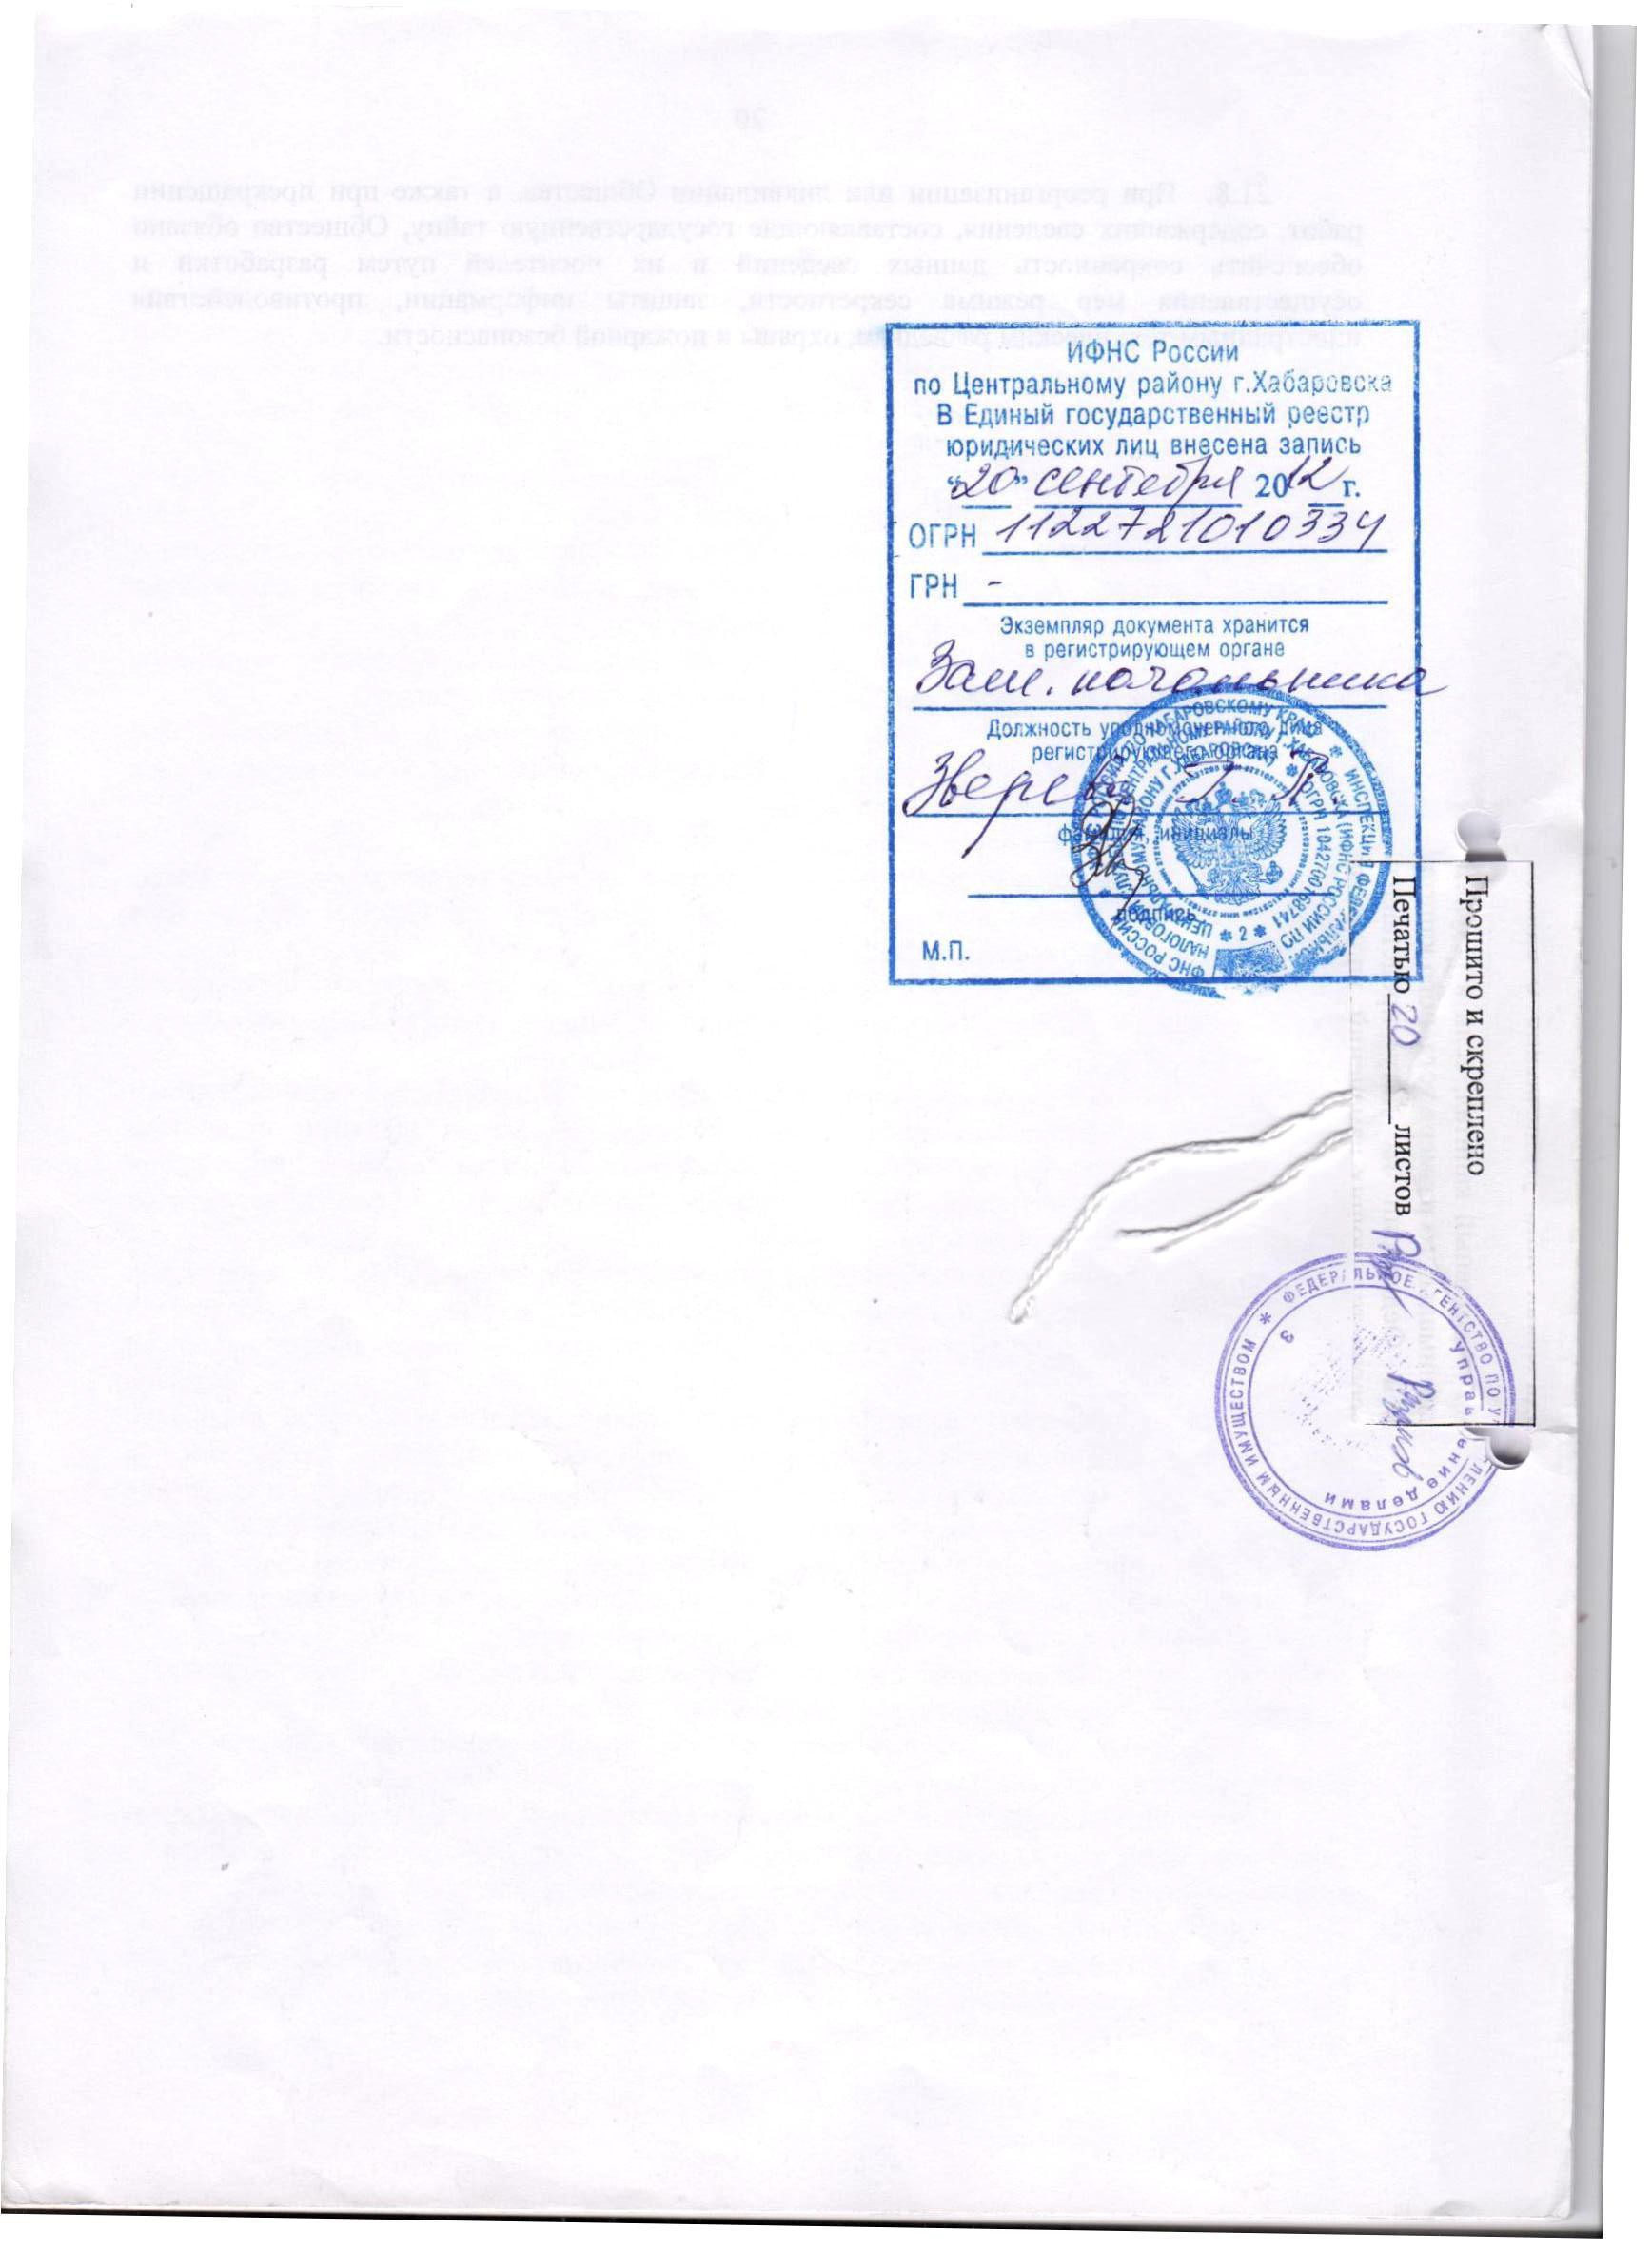 20
21.8. При реорганизации или ликвидации Общества, а также при прекращении
работ, содержащих сведения, составляющие государственную тайну, Общество обязано
обеспечить сохранность данных сведений и их носителей путем разработки и
осуществления мер режима секретности, защиты информации, противодействия
охраны и пожарной безопасности.
ИФНС России
по Центральному району г.Хабаровска
В Единый государственный реестр
юридических лиц внесена запись
“20” сентября 2012 г.
ОГРН 1122721010334
ГРН -
Экземпляр документа хранится
в регистрирующем органе
Зам. начальника
Должность уполномоченного лица
регистрирующего органа
фамилия, инициалы
подпись
М.П.
Прошито и скреплено
Печатью 20 листов
ФЕДЕРАЛЬНОЕ АГЕНТСТВО ПО УПРАВЛЕНИЮ ГОСУДАРСТВЕННЫМ ИМУЩЕСТВОМ *
Управление делами
3